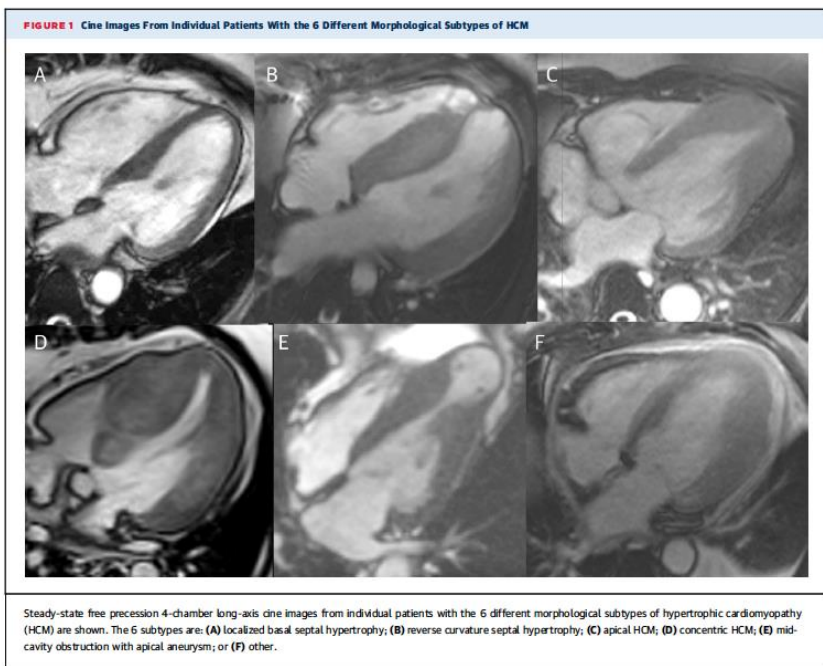 FIGURE 1 Cine Images From Individual Patients With the 6 Different Morphological Subtypes of HCM
A
B
C
D
E
F
Steady-state free precession 4-chamber long-axis cine images from individual patients with the 6 different morphological subtypes of hypertrophic cardiomyopathy
(HCM) are shown. The 6 subtypes are: (A) localized basal septal hypertrophy; (B) reverse curvature septal hypertrophy; (C) apical HCM; (D) concentric HCM; (E) mid-
cavity obstruction with apical aneurysm; or (F) other.